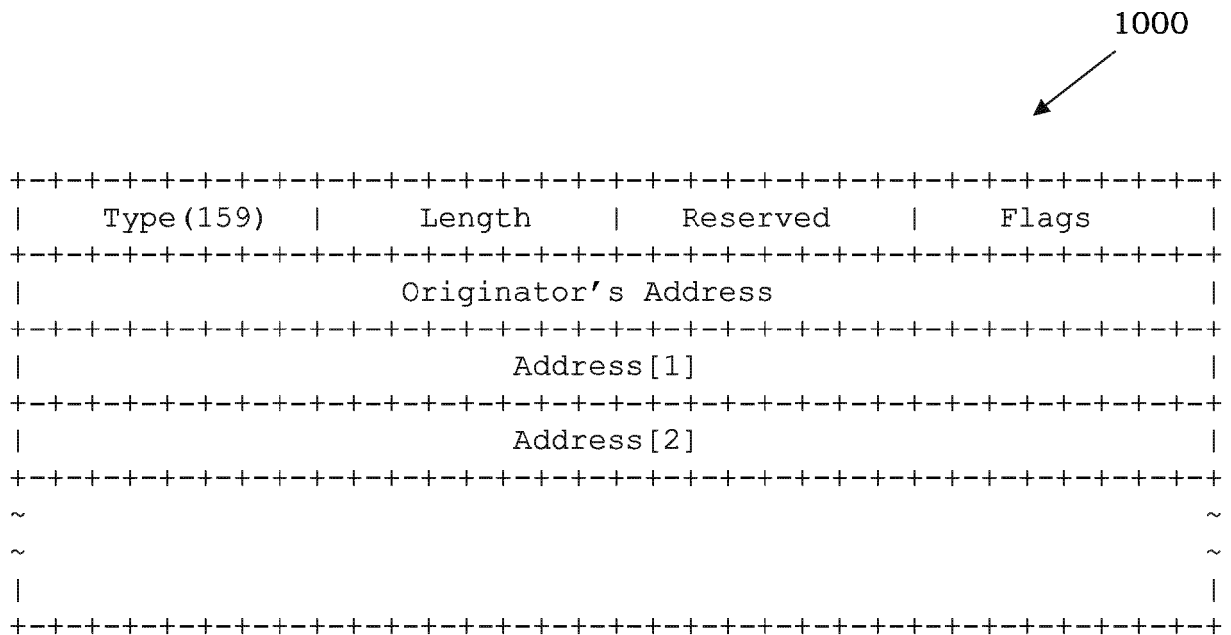 1000
+-+-+-+-+-+-+-+-+-+-+-+-+-+-+-+-+-+-+-+-+-+-+-+-+-+-+-+-+-+-+-+-+
| Type(159) | Length | Reserved | Flags |
+-+-+-+-+-+-+-+-+-+-+-+-+-+-+-+-+-+-+-+-+-+-+-+-+-+-+-+-+-+-+-+-+
| Originator's Address |
+-+-+-+-+-+-+-+-+-+-+-+-+-+-+-+-+-+-+-+-+-+-+-+-+-+-+-+-+-+-+-+-+
| Address[1] |
+-+-+-+-+-+-+-+-+-+-+-+-+-+-+-+-+-+-+-+-+-+-+-+-+-+-+-+-+-+-+-+-+
| Address[2] |
+-+-+-+-+-+-+-+-+-+-+-+-+-+-+-+-+-+-+-+-+-+-+-+-+-+-+-+-+-+-+-+-+
~ ~
~ ~
| |
+-+-+-+-+-+-+-+-+-+-+-+-+-+-+-+-+-+-+-+-+-+-+-+-+-+-+-+-+-+-+-+-+